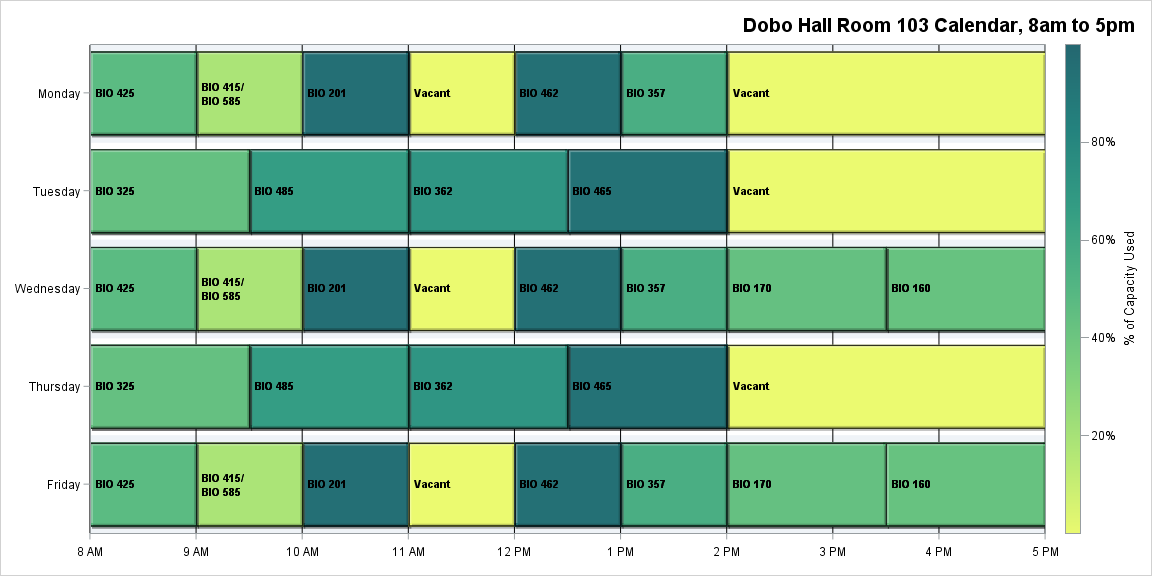 Dobo Hall Room 103 Calendar, 8am to 5pm
Monday
BIO 425
BIO 415/
BIO 585
BIO 201
Vacant
BIO 462
BIO 357
Vacant
Tuesday
BIO 325
BIO 485
BIO 362
BIO 465
Vacant
Wednesday
BIO 425
BIO 415/
BIO 585
BIO 201
Vacant
BIO 462
BIO 357
BIO 170
BIO 160
Thursday
BIO 325
BIO 485
BIO 362
BIO 465
Vacant
Friday
BIO 425
BIO 415/
BIO 585
BIO 201
Vacant
BIO 462
BIO 357
BIO 170
BIO 160
8 AM
9 AM
10 AM
11 AM
12 PM
1 PM
2 PM
3 PM
4 PM
5 PM
80%
60%
40%
20%
% of Capacity Used